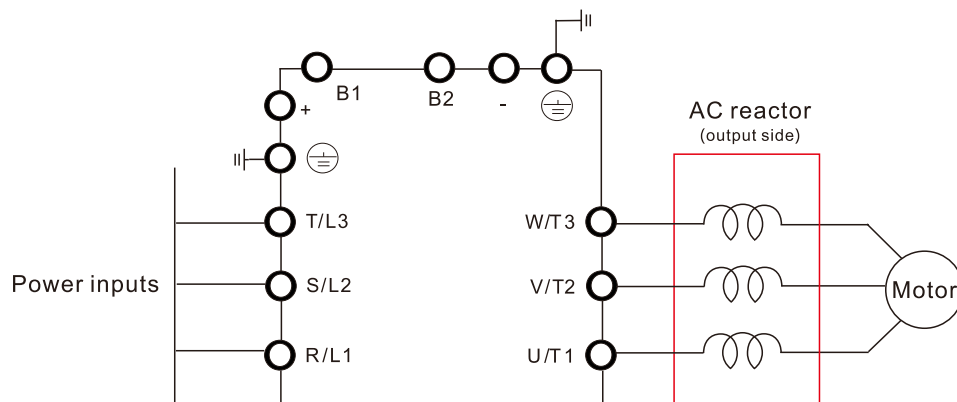 B1
B2
-
+
AC reactor
(output side)
T/L3
W/T3
Power inputs
S/L2
V/T2
Motor
R/L1
U/T1